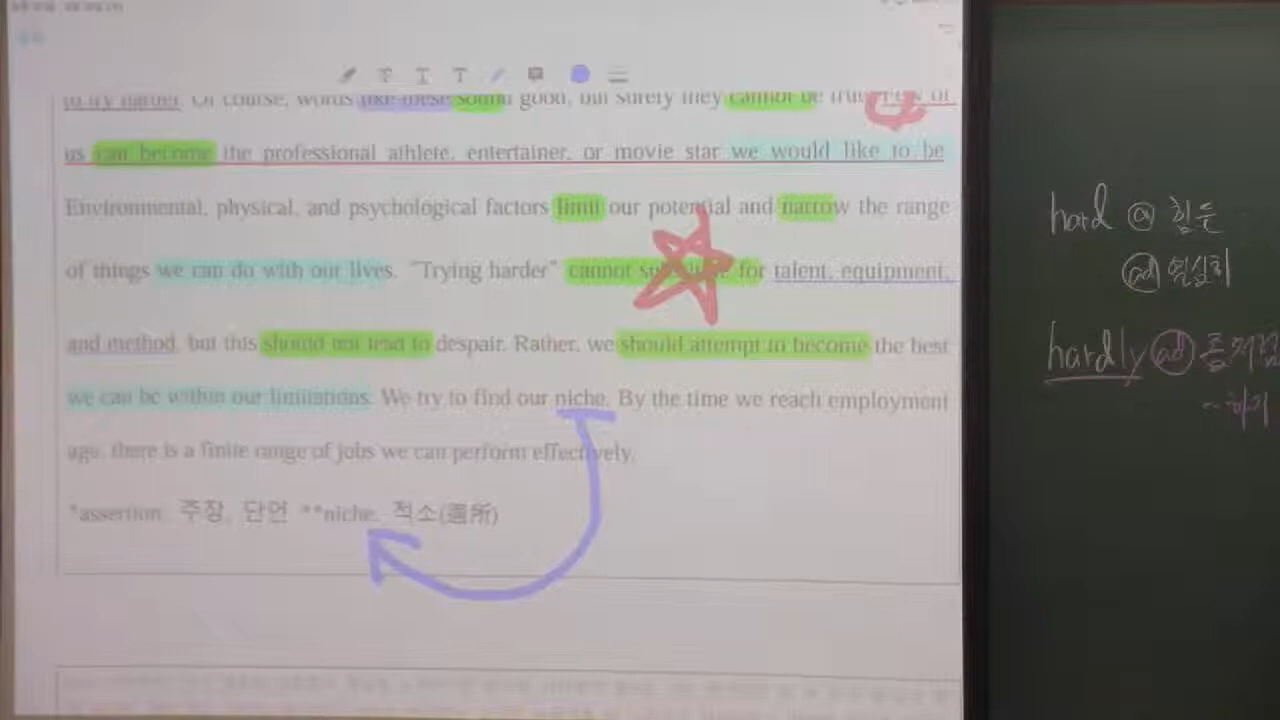 to try harder. Of course, words like these sound good, but surely they cannot be true. Few of
us can become the professional athlete, entertainer, or movie star we would like to be
Environmental, physical, and psychological factors limit our potential and narrow the range
of things we can do with our lives. "Trying harder" cannot for talent, equipment,
and method, but this should not lead to despair. Rather, we should attempt to become the best
we can be within our limitations. We try to find our niche. By the time we reach employment
age, there is a finite range of jobs we can perform effectively.
*assertion: 주장, 단언 **niche: 적소(適所)
hard ⓐ 힘든
ad 열심히
hardly ad